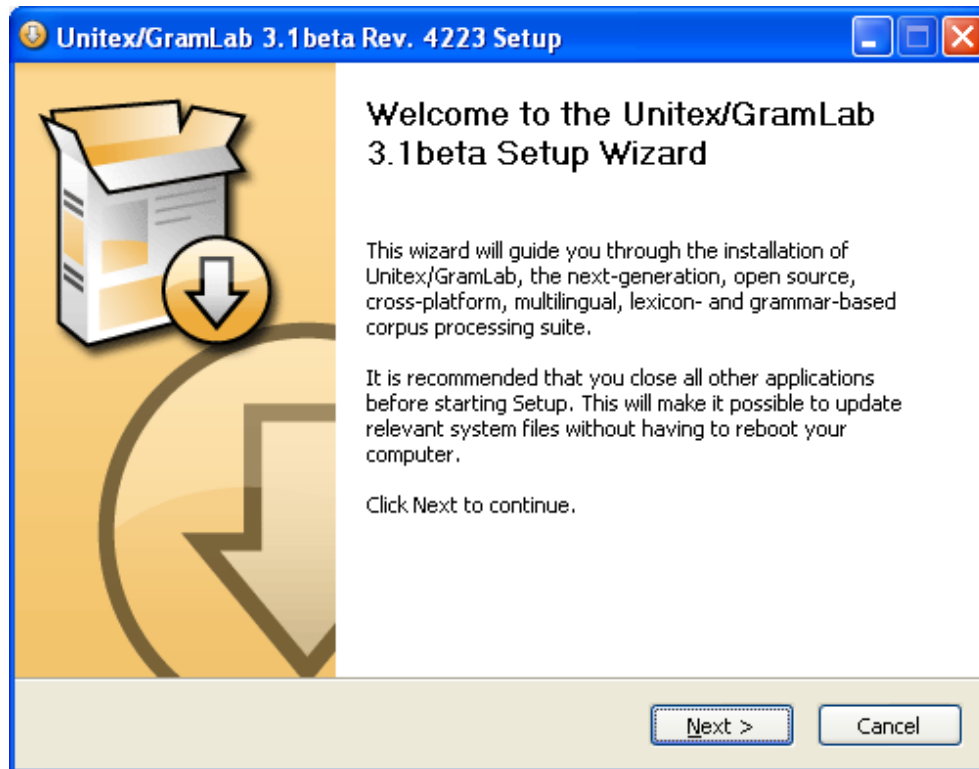 Unitex/GramLab 3.1beta Rev. 4223 Setup
Welcome to the Unitex/GramLab
3.1beta Setup Wizard
This wizard will guide you through the installation of
Unitex/GramLab, the next-generation, open source,
cross-platform, multilingual, lexicon- and grammar-based
corpus processing suite.
It is recommended that you close all other applications
before starting Setup. This will make it possible to update
relevant system files without having to reboot your
computer.
Click Next to continue.
Next >
Cancel